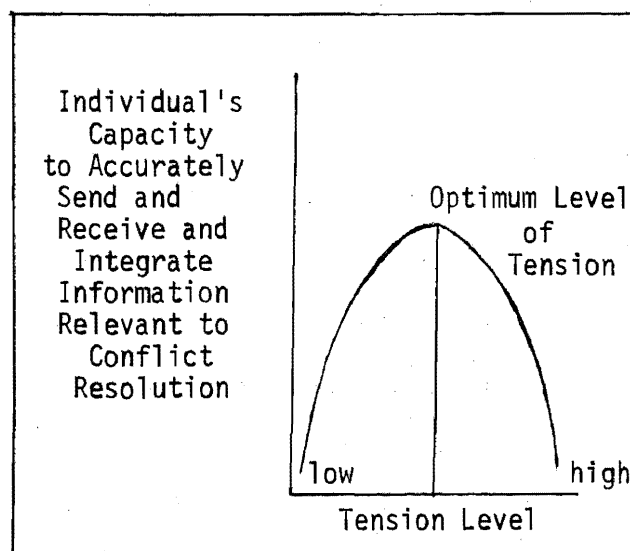 Individual's
Capacity
to Accurately
Send and
Receive and
Integrate
Information
Relevant to
Conflict
Resolution
Optimum Level
of
Tension
low
high
Tension Level